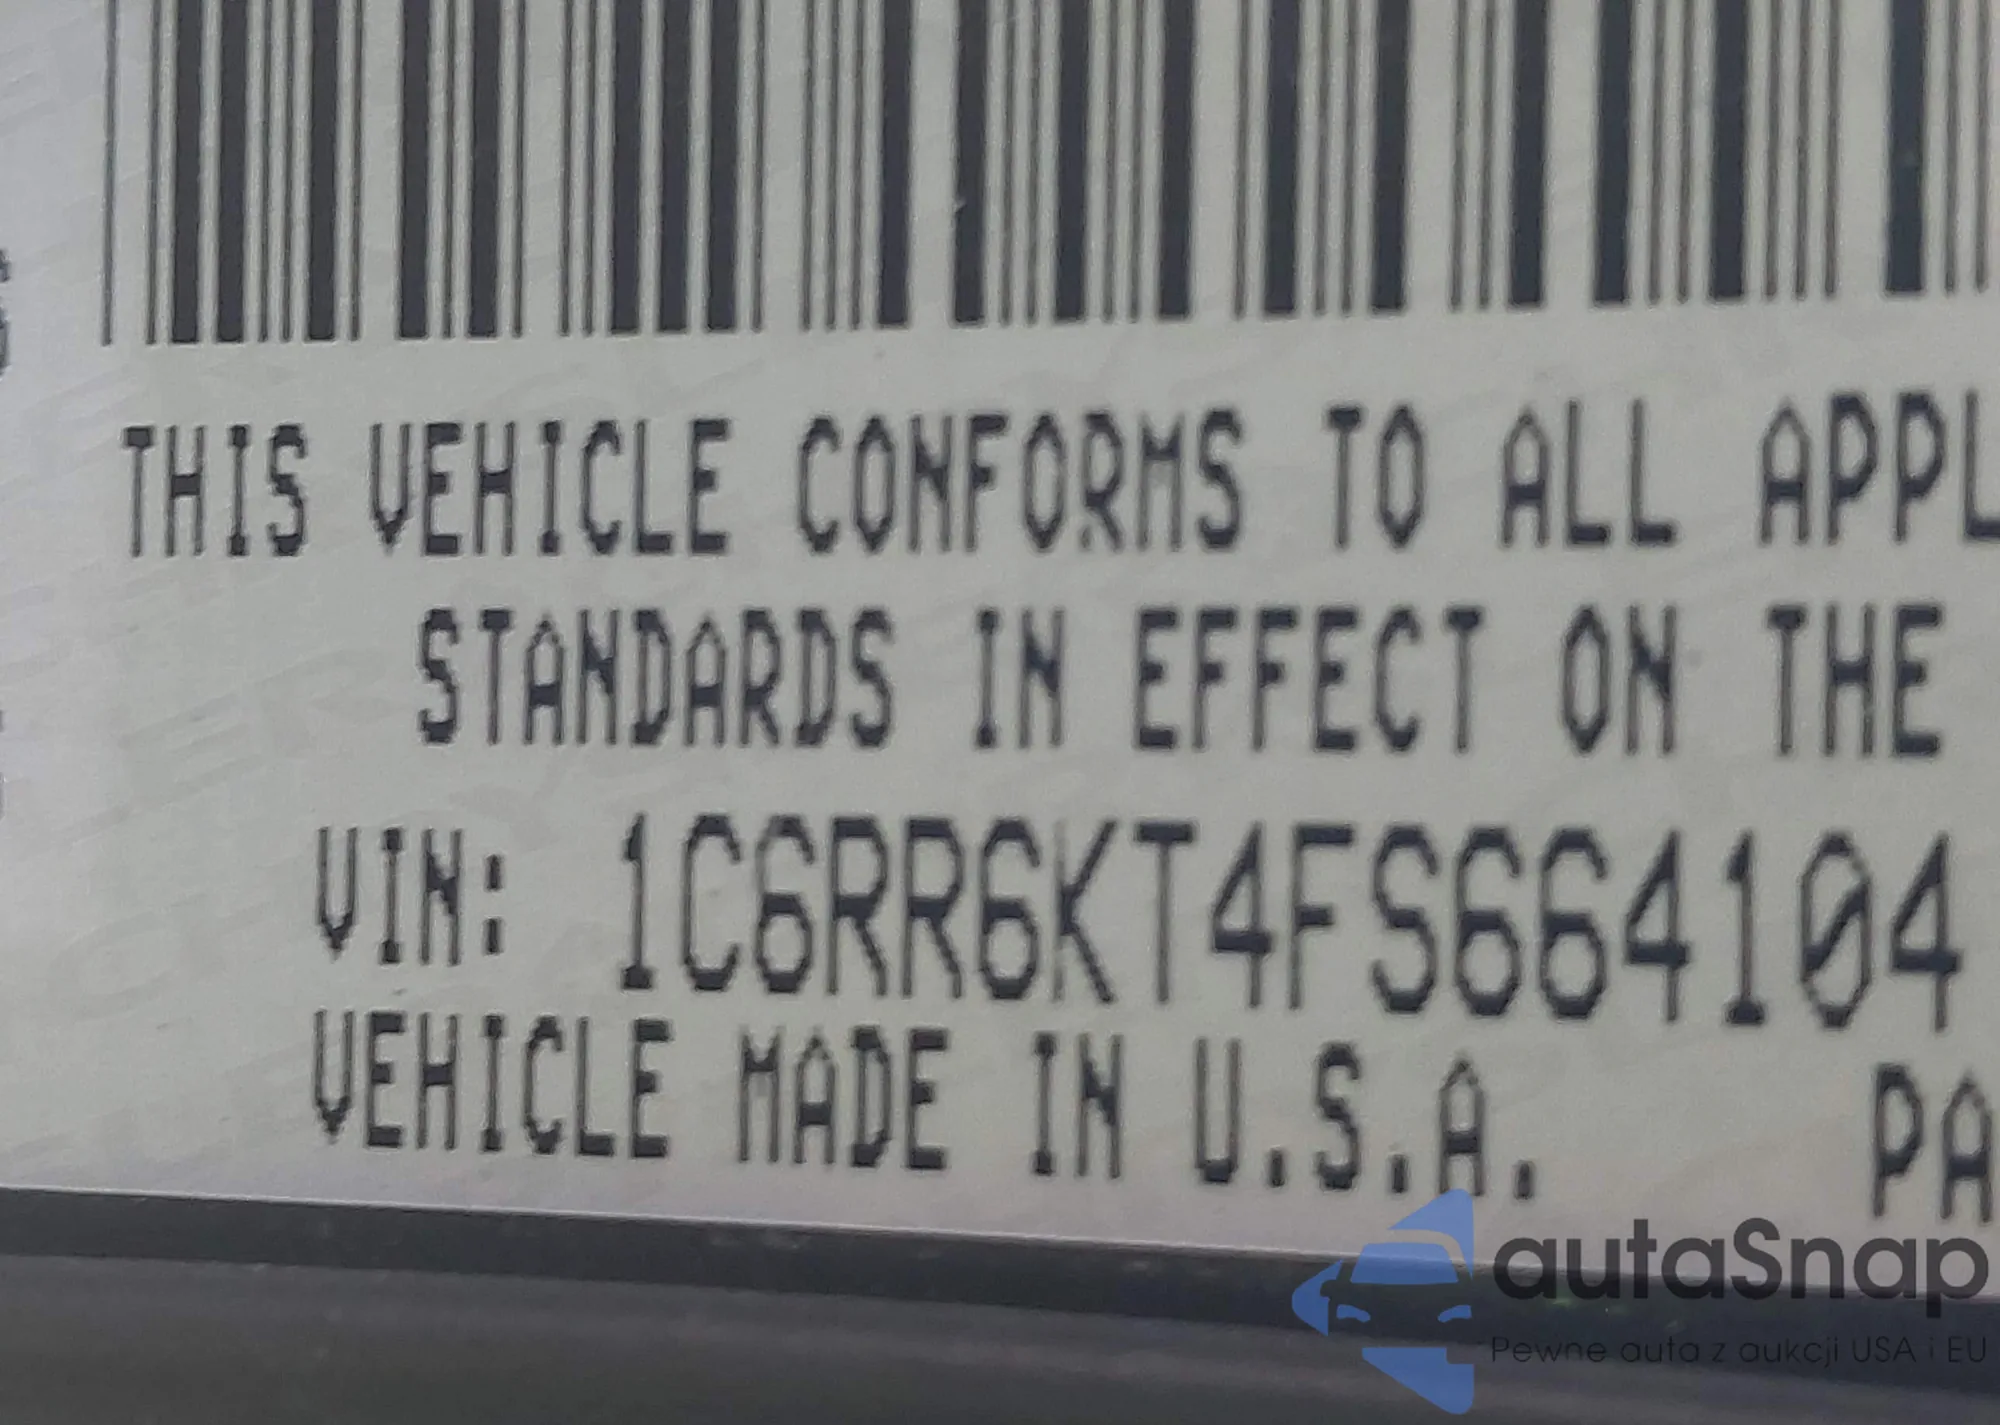 THIS VEHICLE CONFORMS TO ALL APPL
STANDARDS IN EFFECT ON THE
VIN: 1C6RR6KT4FS664104
VEHICLE MADE IN U.S.A. PA
autaSnap
Pewne auta z aukcji USA i EU